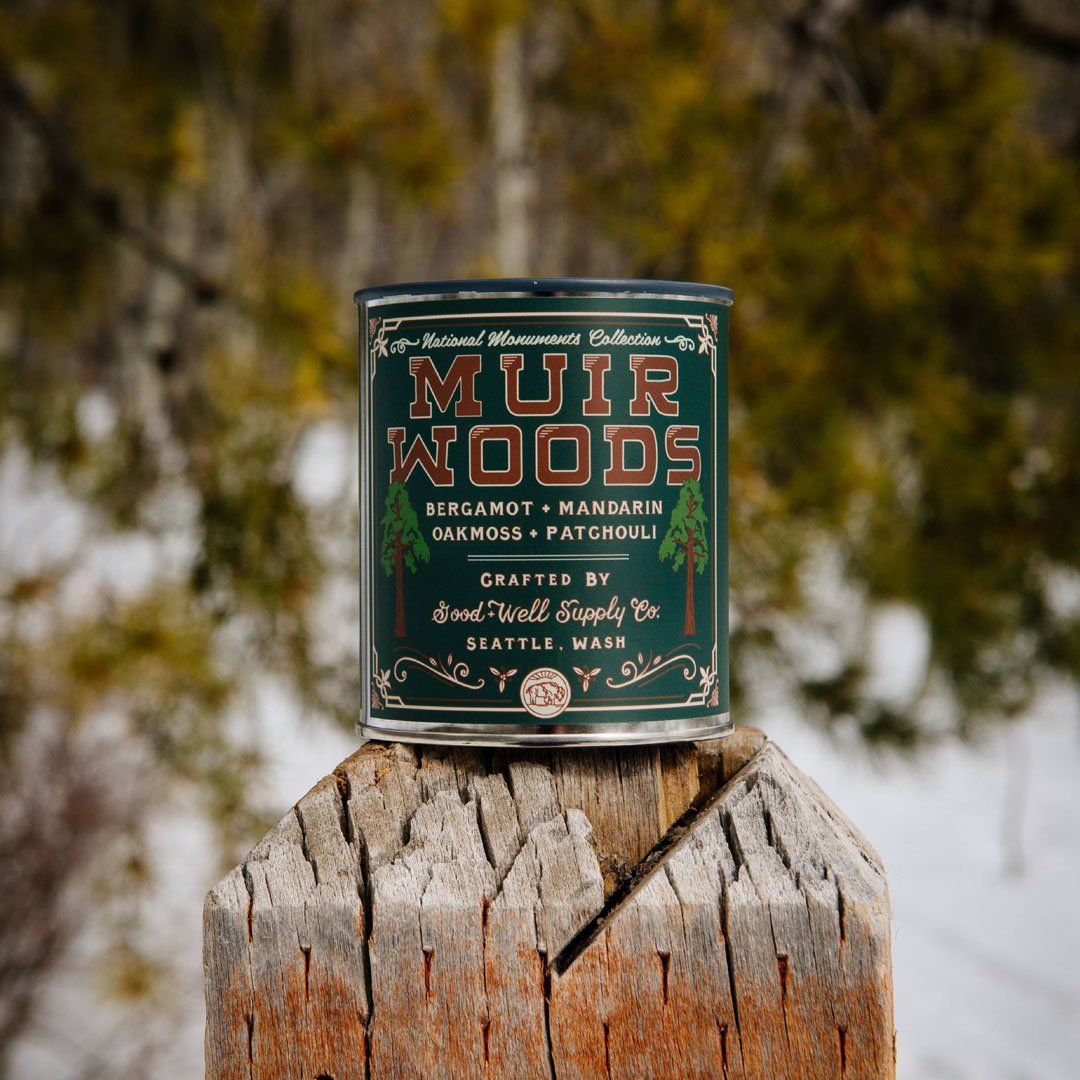 National Monuments Collection
MUIR
WOODS
BERGAMOT + MANDARIN
OAKMOSS + PATCHOULI
CRAFTED BY
Good + Well Supply Co.
SEATTLE, WASH